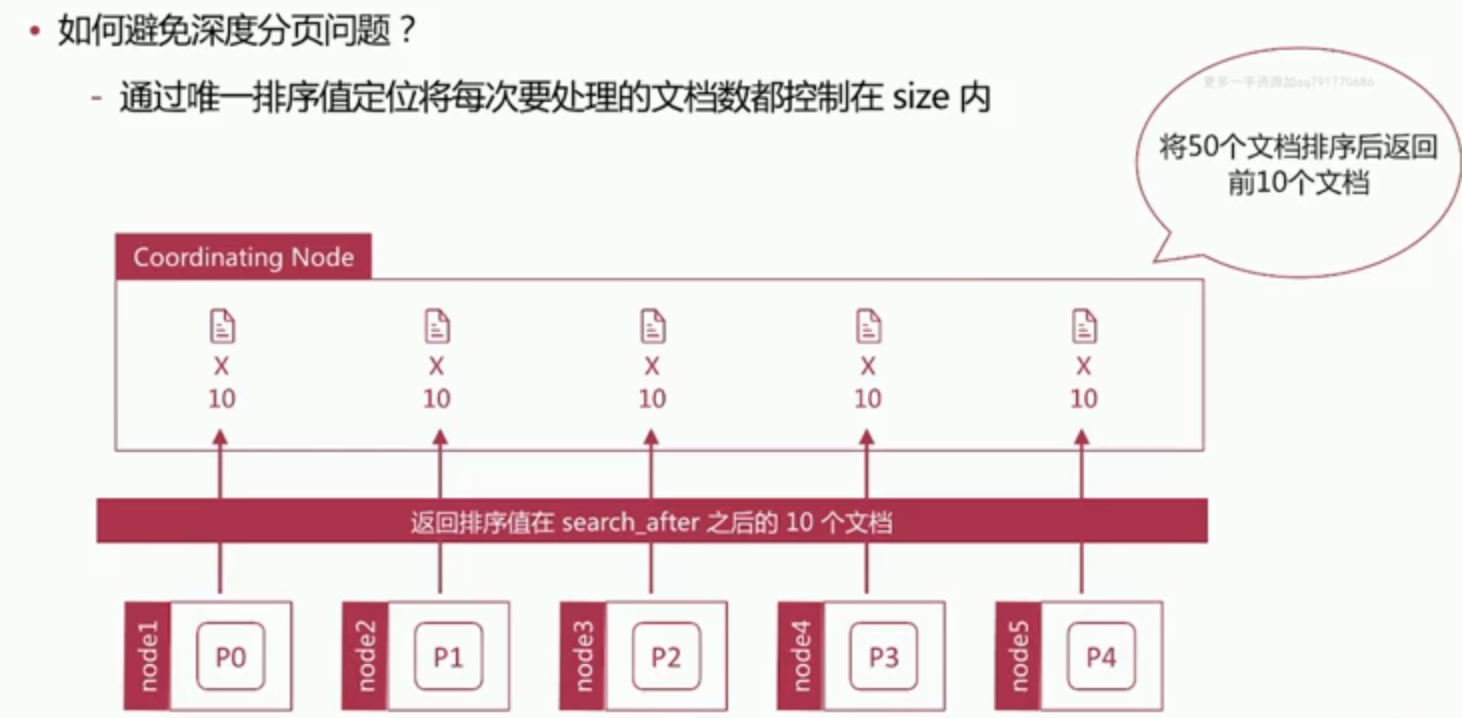 如何避免深度分页问题？
- 通过唯一排序值定位将每次要处理的文档数都控制在 size 内
更多一手资源加qq791770686
将50个文档排序后返回
前10个文档
Coordinating Node
X X X X X
10 10 10 10 10
返回排序值在 search_after 之后的 10 个文档
node1 P0 node2 P1 node3 P2 node4 P3 node5 P4